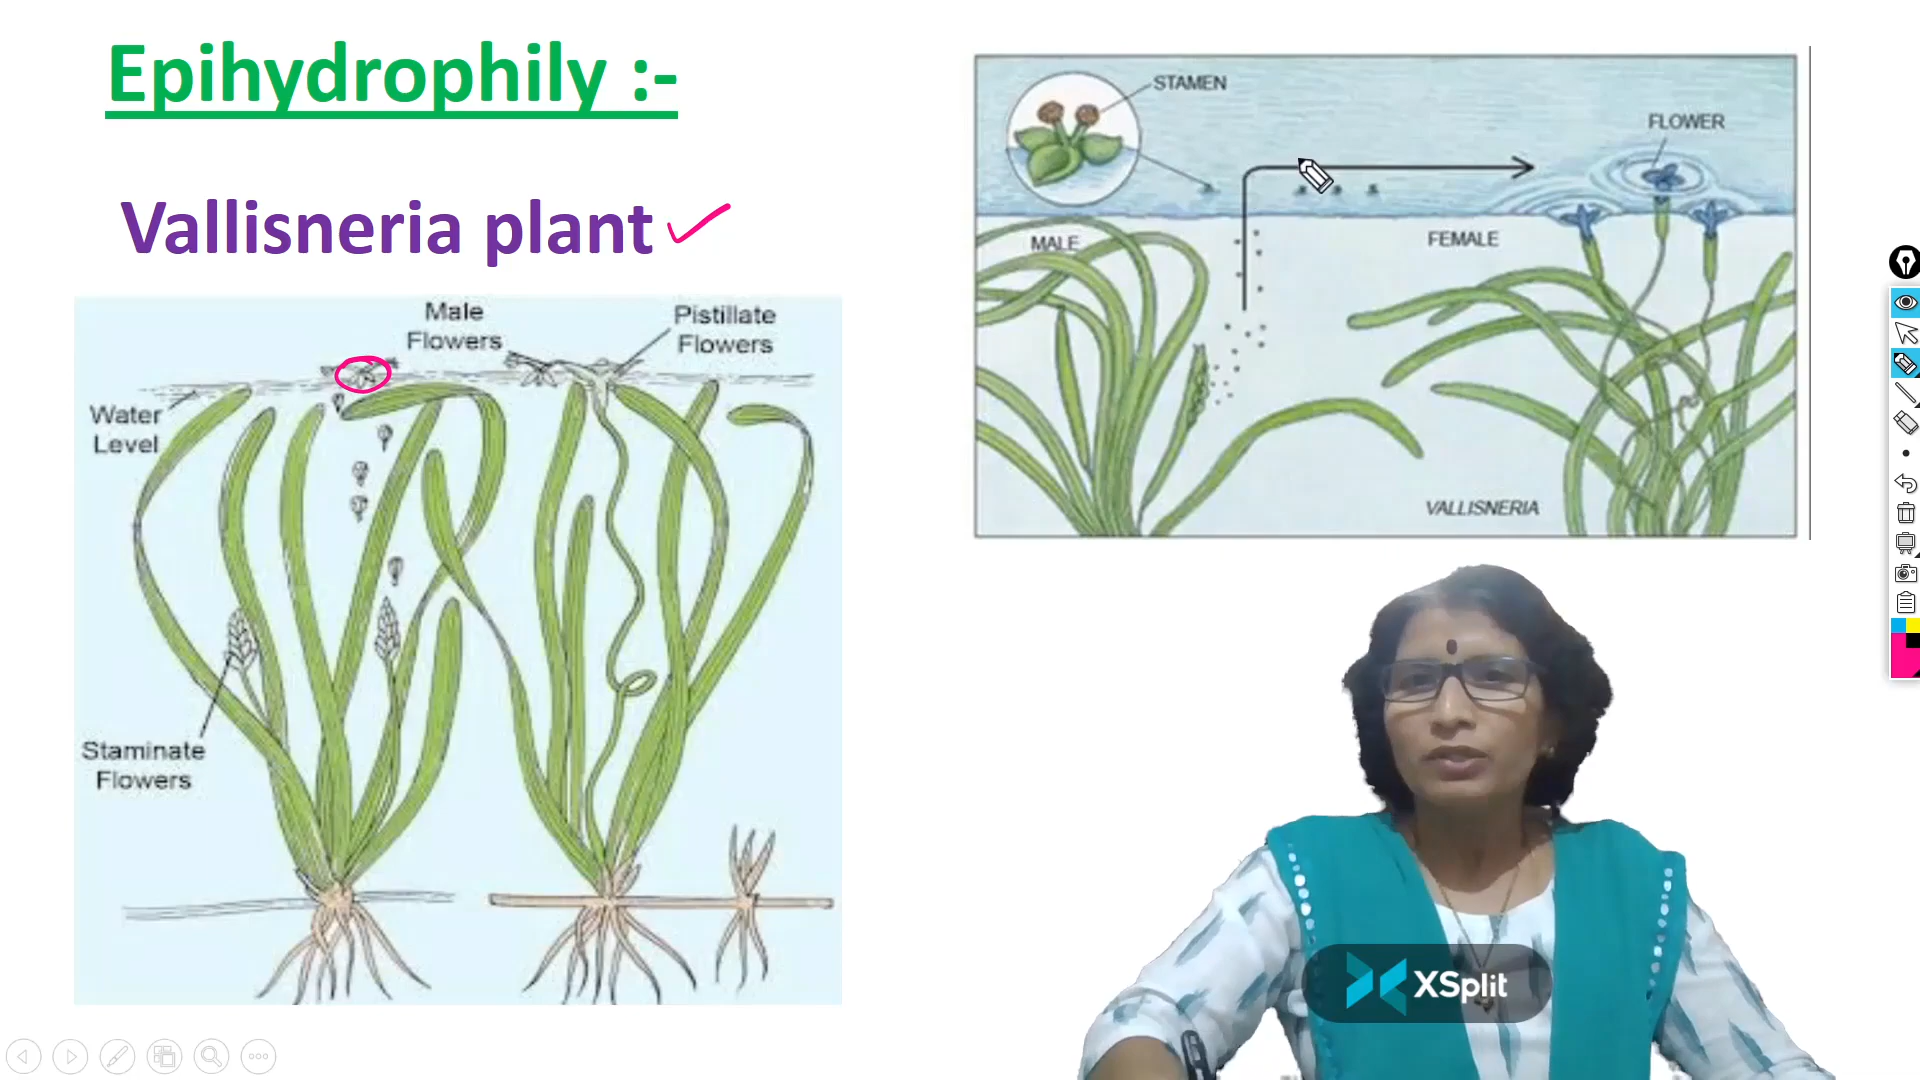 Epihydrophily :-
Vallisneria plant
Male
Flowers
Pistillate
Flowers
Water
Level
Staminate
Flowers
STAMEN
FLOWER
MALE
FEMALE
VALLISNERIA
XSplit